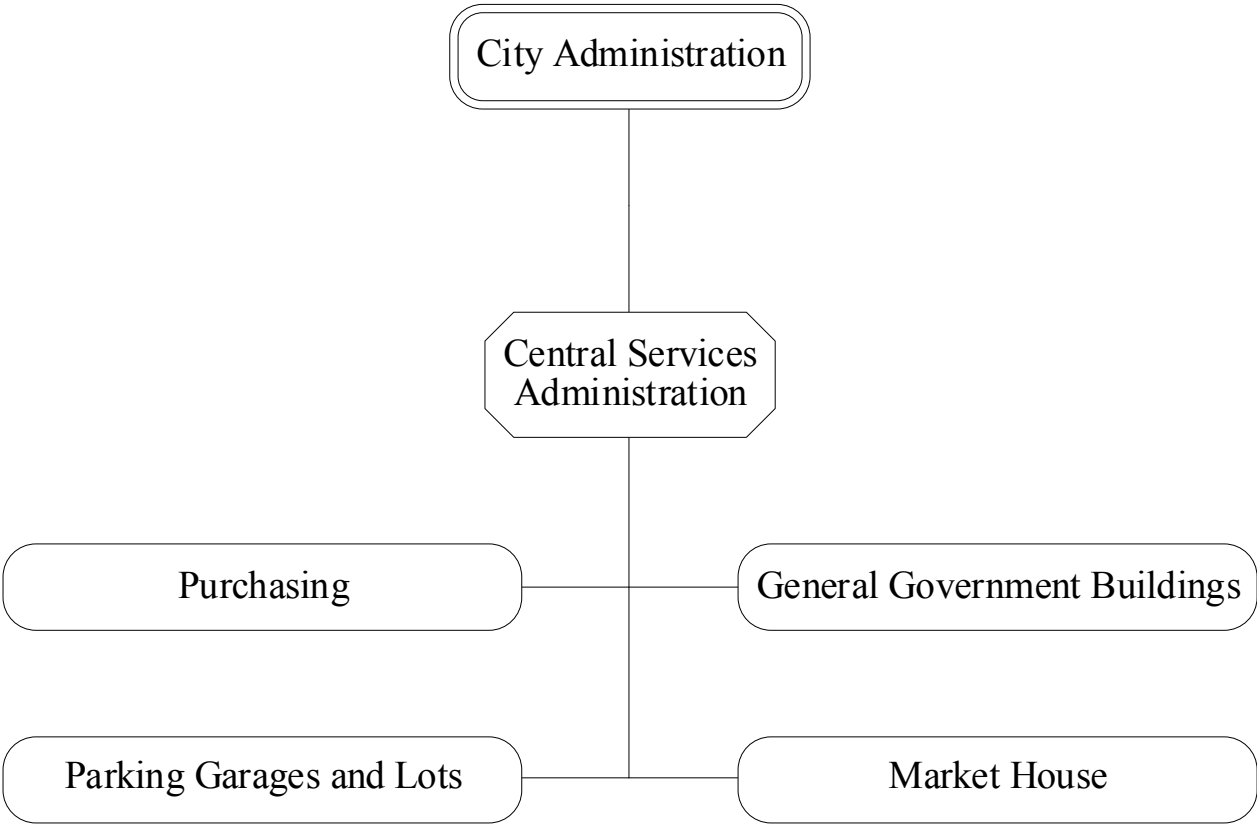 City Administration
Central Services
Administration
Purchasing
General Government Buildings
Parking Garages and Lots
Market House